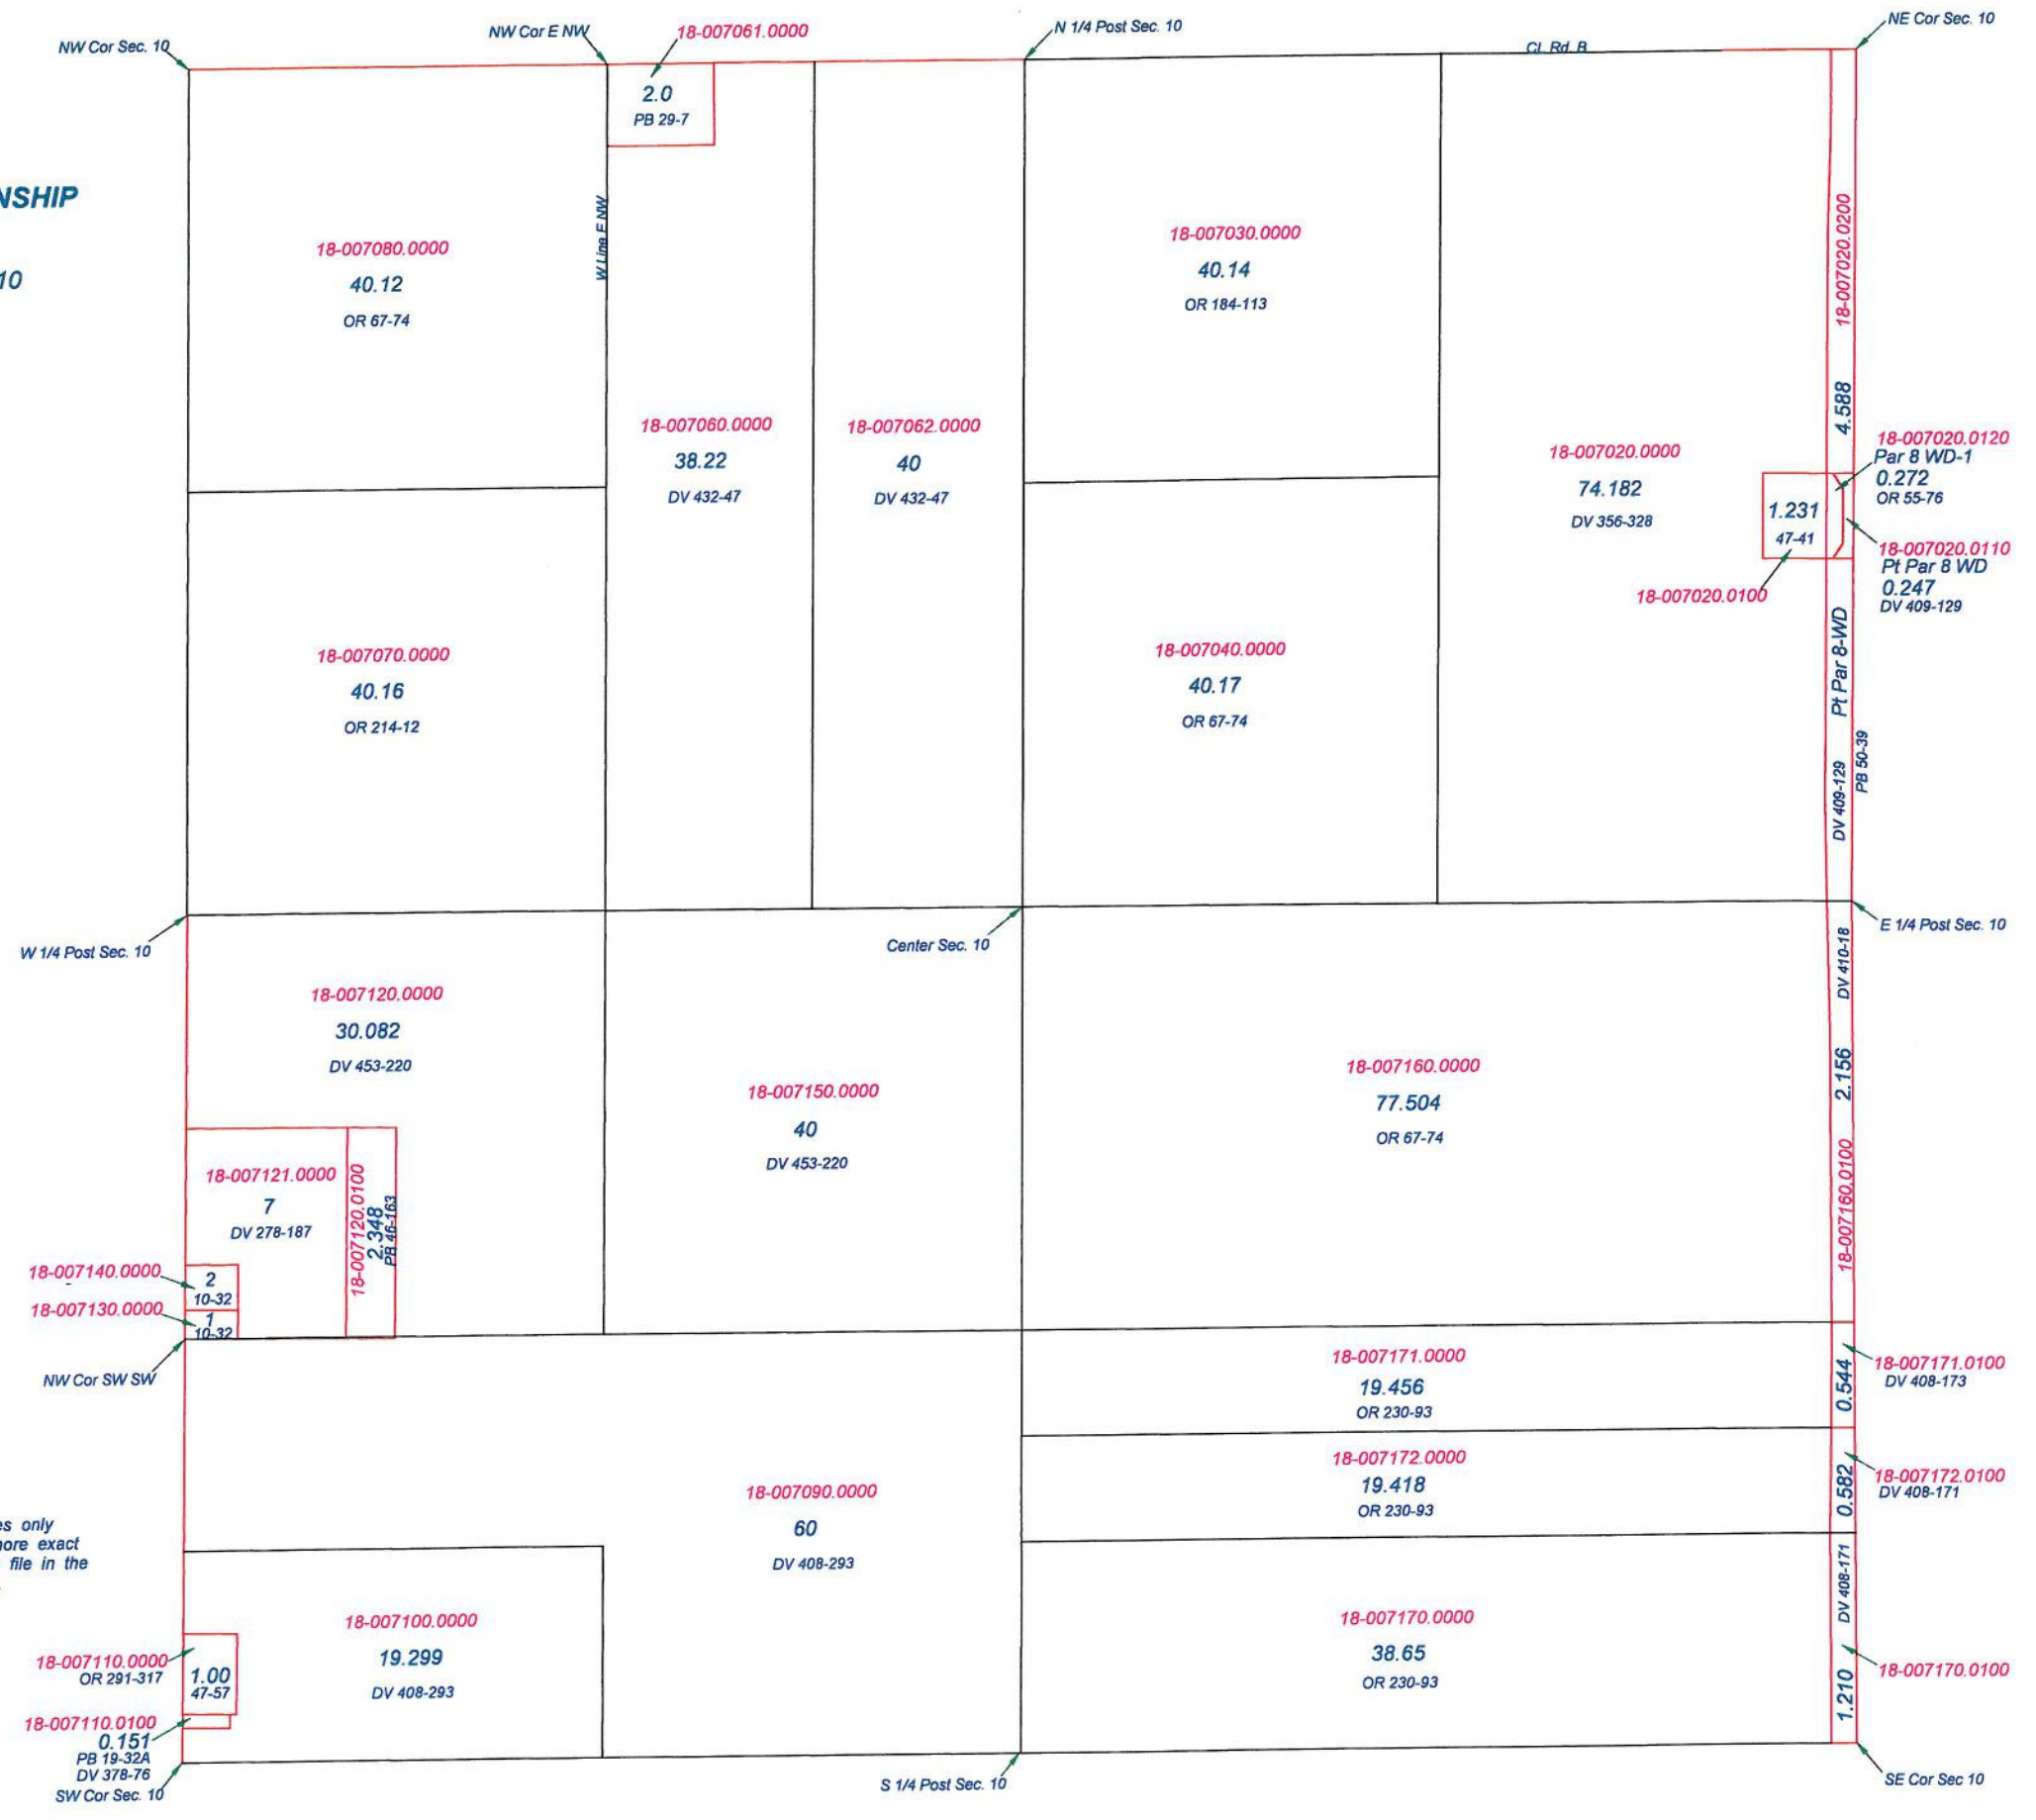 NW Cor Sec. 10
NW Cor E NW
18-007061.0000
N 1/4 Post Sec. 10
CL Rd. B
NE Cor Sec. 10
2.0
PB 29-7
NSHIP
10
W Line E NW
18-007080.0000
40.12
OR 67-74
18-007030.0000
40.14
OR 184-113
18-007020.0200
4.588
18-007060.0000
38.22
DV 432-47
18-007062.0000
40
DV 432-47
18-007020.0000
74.182
DV 356-328
1.231
47-41
18-007020.0100
18-007020.0120
Par 8 WD-1
0.272
OR 55-76
18-007020.0110
Pt Par 8 WD
0.247
DV 409-129
Pt Par 8-WD
DV 409-129
PB 50-39
18-007070.0000
40.16
OR 214-12
18-007040.0000
40.17
OR 67-74
W 1/4 Post Sec. 10
Center Sec. 10
E 1/4 Post Sec. 10
DV 410-18
2.156
18-007160.0100
18-007120.0000
30.082
DV 453-220
18-007150.0000
40
DV 453-220
18-007160.0000
77.504
OR 67-74
18-007121.0000
7
DV 278-187
18-007120.0100
2.348
PB 46-163
18-007140.0000
2
10-32
18-007130.0000
1
10-32
NW Cor SW SW
18-007171.0000
19.456
OR 230-93
0.544
18-007171.0100
DV 408-173
18-007172.0000
19.418
OR 230-93
0.582
18-007172.0100
DV 408-171
18-007090.0000
60
DV 408-293
es only
nore exact
file in the
18-007100.0000
19.299
DV 408-293
18-007170.0000
38.65
OR 230-93
DV 408-171
1.210
18-007170.0100
18-007110.0000
OR 291-317
1.00
47-57
18-007110.0100
0.151
PB 19-32A
DV 378-76
SW Cor Sec. 10
S 1/4 Post Sec. 10
SE Cor Sec 10